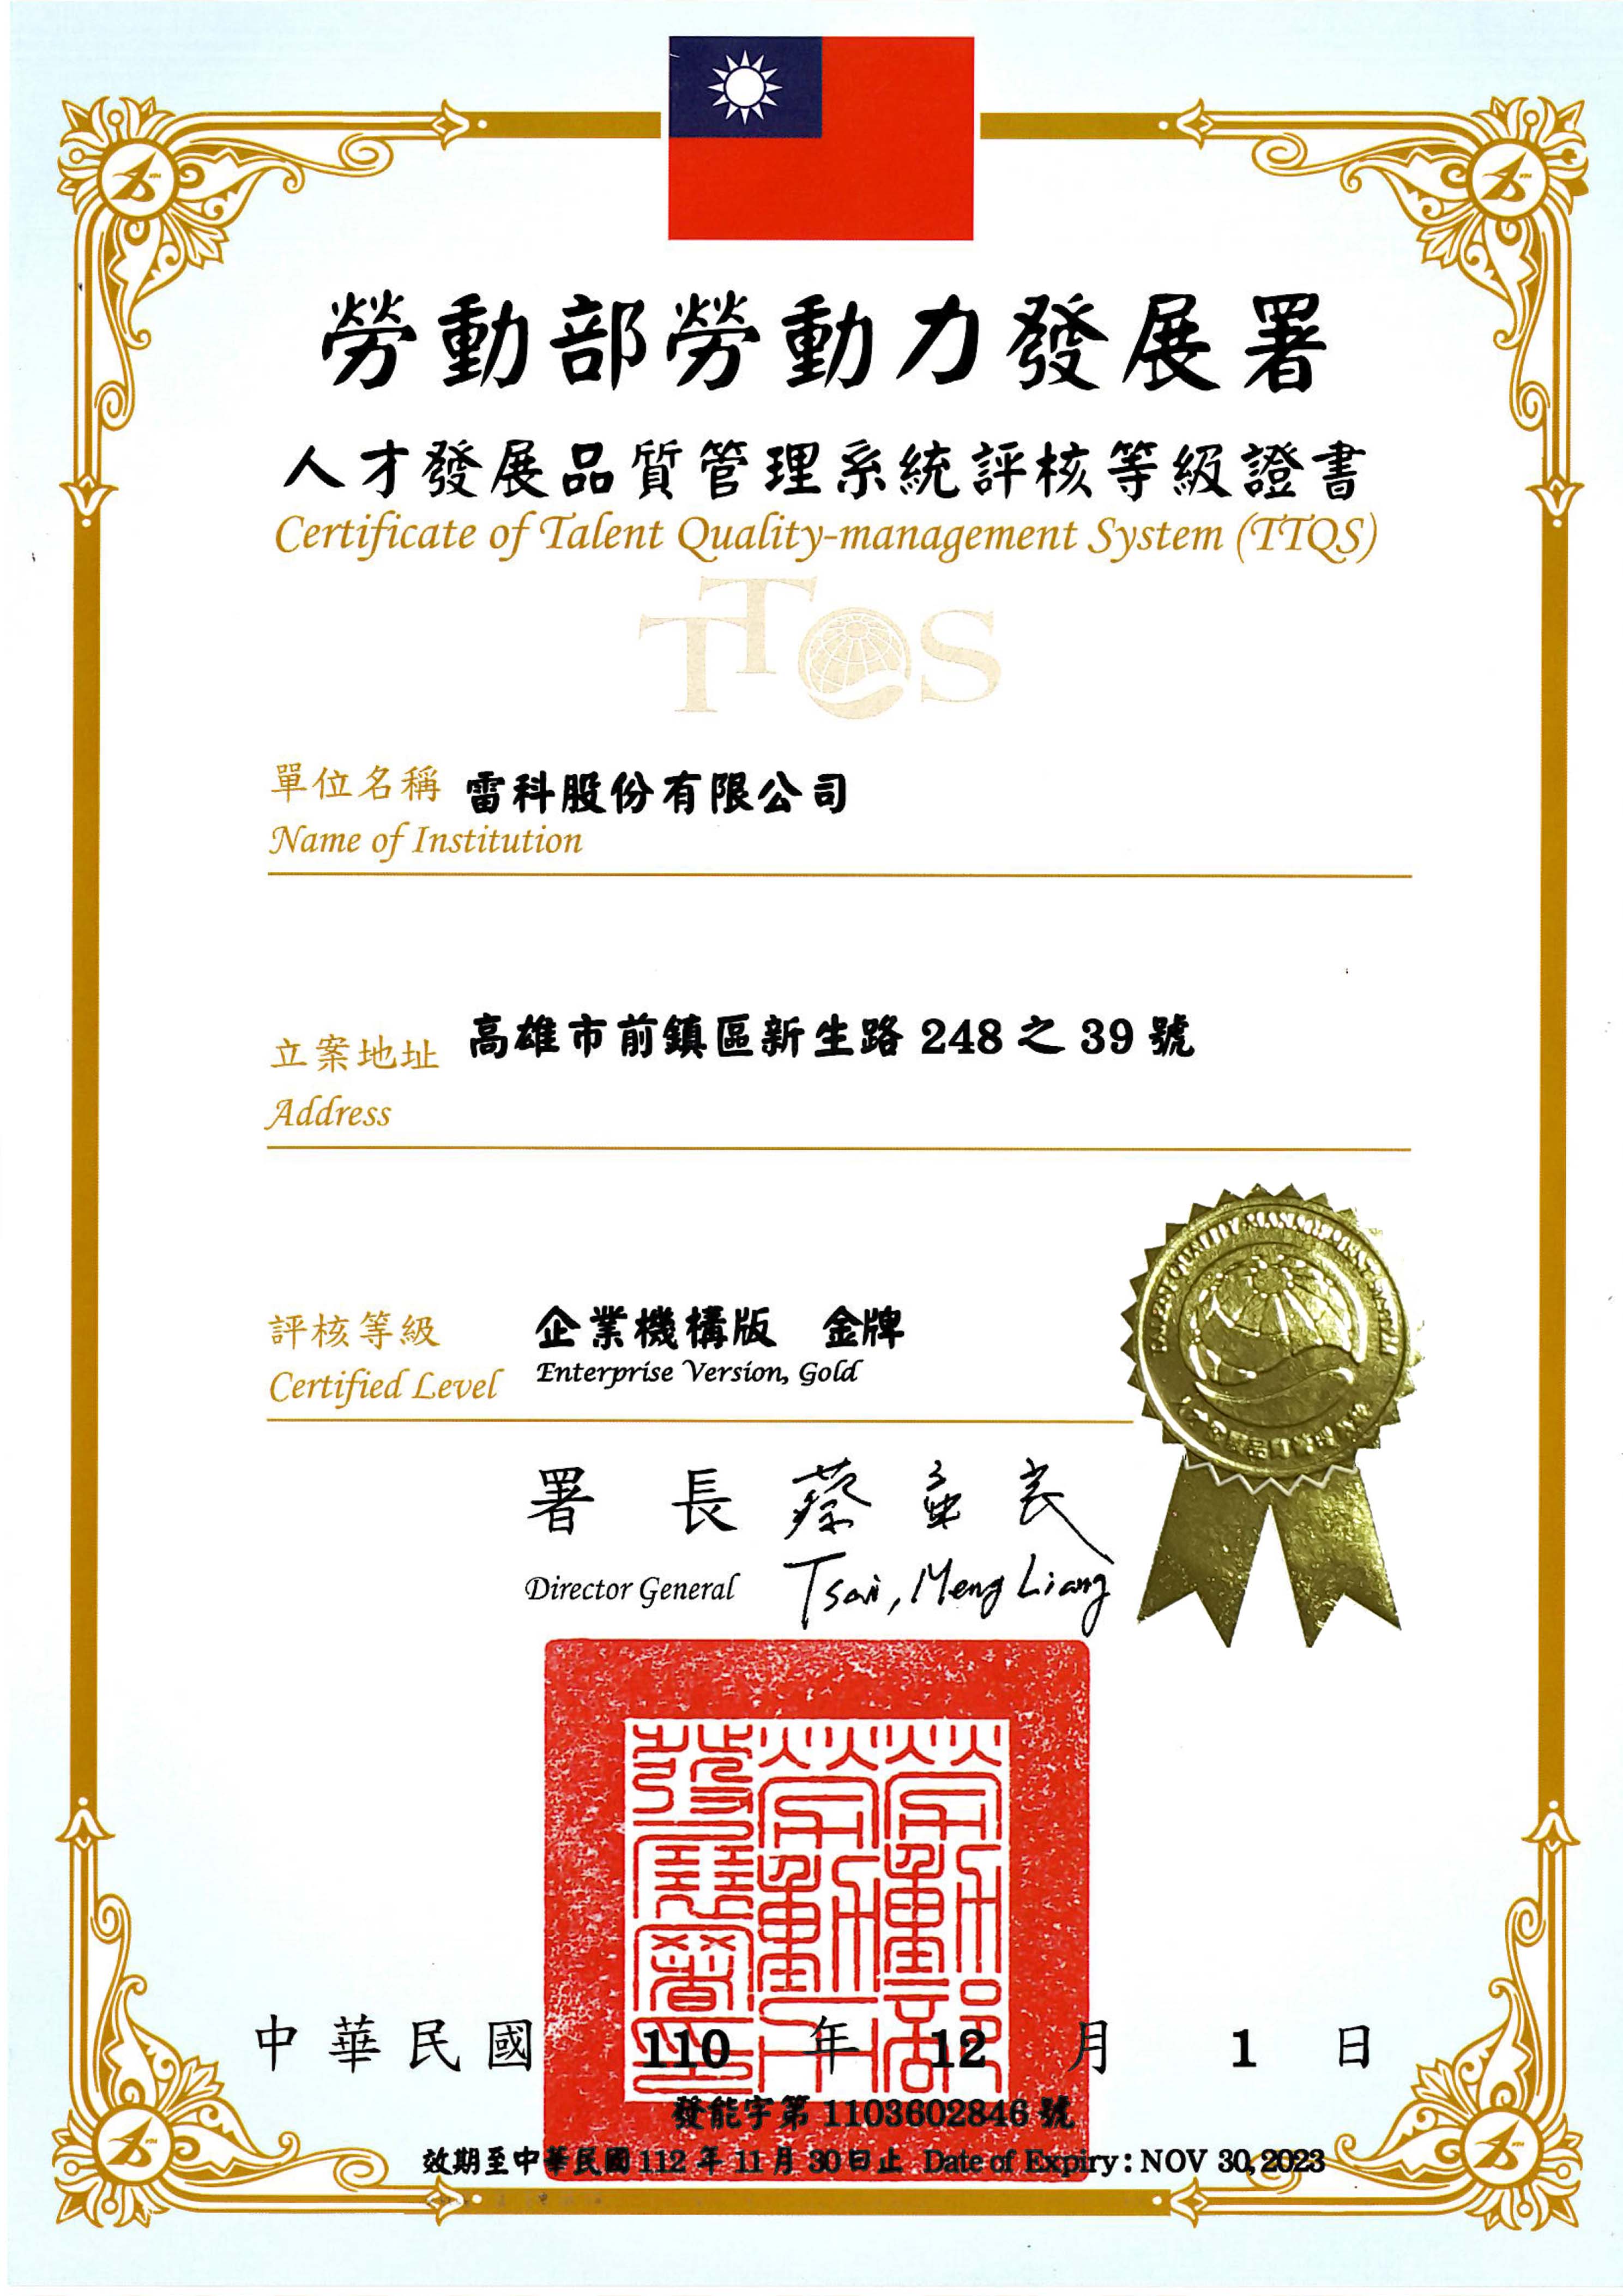 勞動部勞動力發展署
人才發展品質管理系統評核等級證書
Certificate of Talent Quality-management System (TTQS)
TTQS
單位名稱 雷科股份有限公司
Name of Institution
立案地址 高雄市前鎮區新生路 248 之 39 號
Address
評核等級 企業機構版 金牌
Certified Level Enterprise Version, Gold
署 長 蔡孟良
Director General Tsai, Meng Liang
中華民國 110 年 12 月 1 日
發能字第 1103602846 號
效期至中華民國 112 年 11 月 30 日止 Date of Expiry: NOV 30, 2023